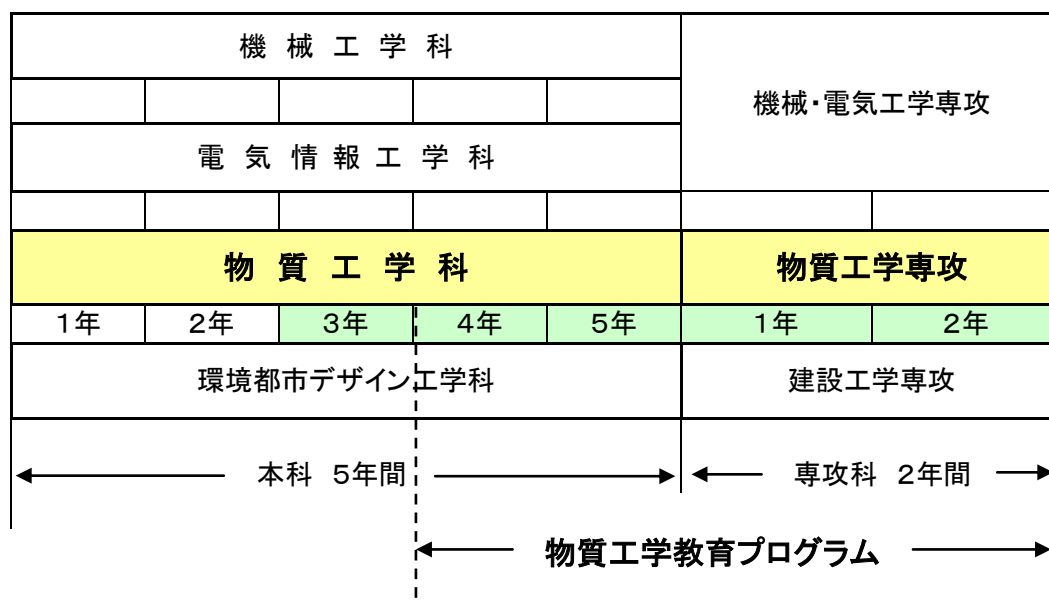 機 械 工 学 科
機械・電気工学専攻
電 気 情 報 工 学 科
物 質 工 学 科 物質工学専攻
1年 2年 3年 4年 5年 1年 2年
環境都市デザイン工学科 建設工学専攻
本科 5年間 専攻科 2年間
物質工学教育プログラム